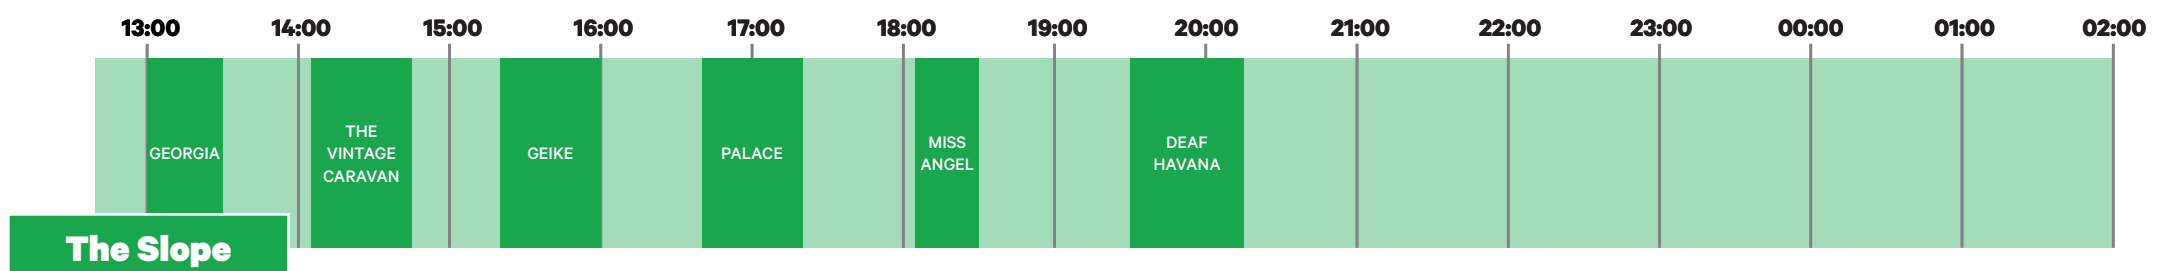 13:00 14:00 15:00 16:00 17:00 18:00 19:00 20:00 21:00 22:00 23:00 00:00 01:00 02:00
GEORGIA
THE
VINTAGE
CARAVAN
GEIKE
PALACE
MISS
ANGEL
DEAF
HAVANA
The Slope